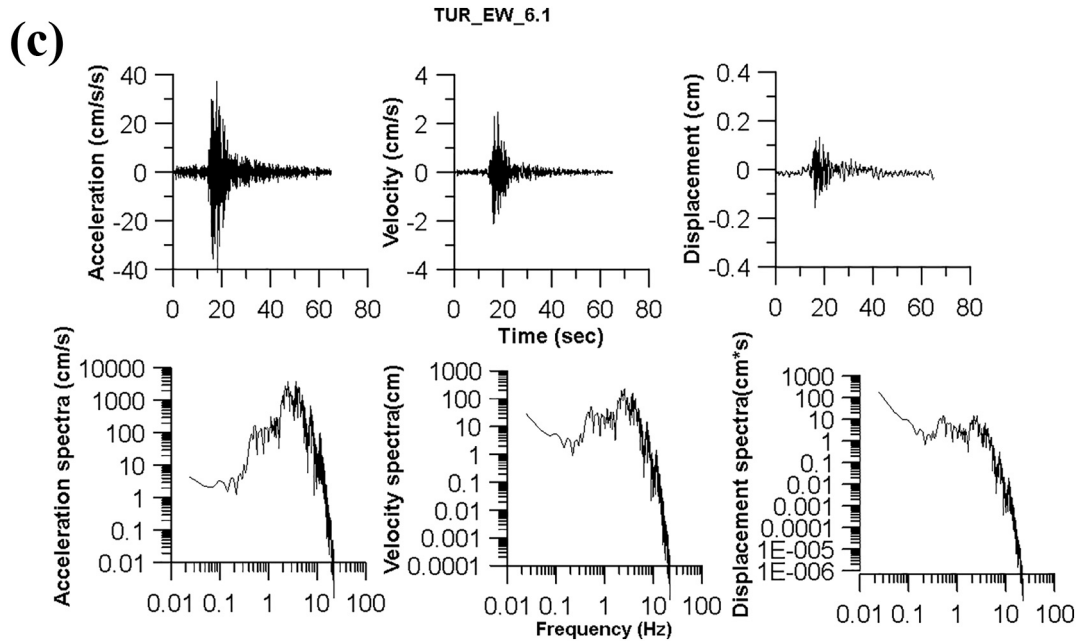 TUR_EW_6.1
(c)
Acceleration (cm/s/s)
40
20
0
-20
-40
0 20 40 60 80
Velocity (cm/s)
4
2
0
-2
-4
0 20 40 60 80
Displacement (cm)
0.4
0.2
0
-0.2
-0.4
0 20 40 60 80
Time (sec)
Acceleration spectra (cm/s)
10000
1000
100
10
1
0.1
0.01
0.01 0.1 1 10 100
Velocity spectra(cm)
1000
100
10
1
0.1
0.01
0.001
0.0001
0.01 0.1 1 10 100
Displacement spectra(cm*s)
1000
100
10
1
0.1
0.01
0.001
0.0001
1E-005
1E-006
0.01 0.1 1 10 100
Frequency (Hz)